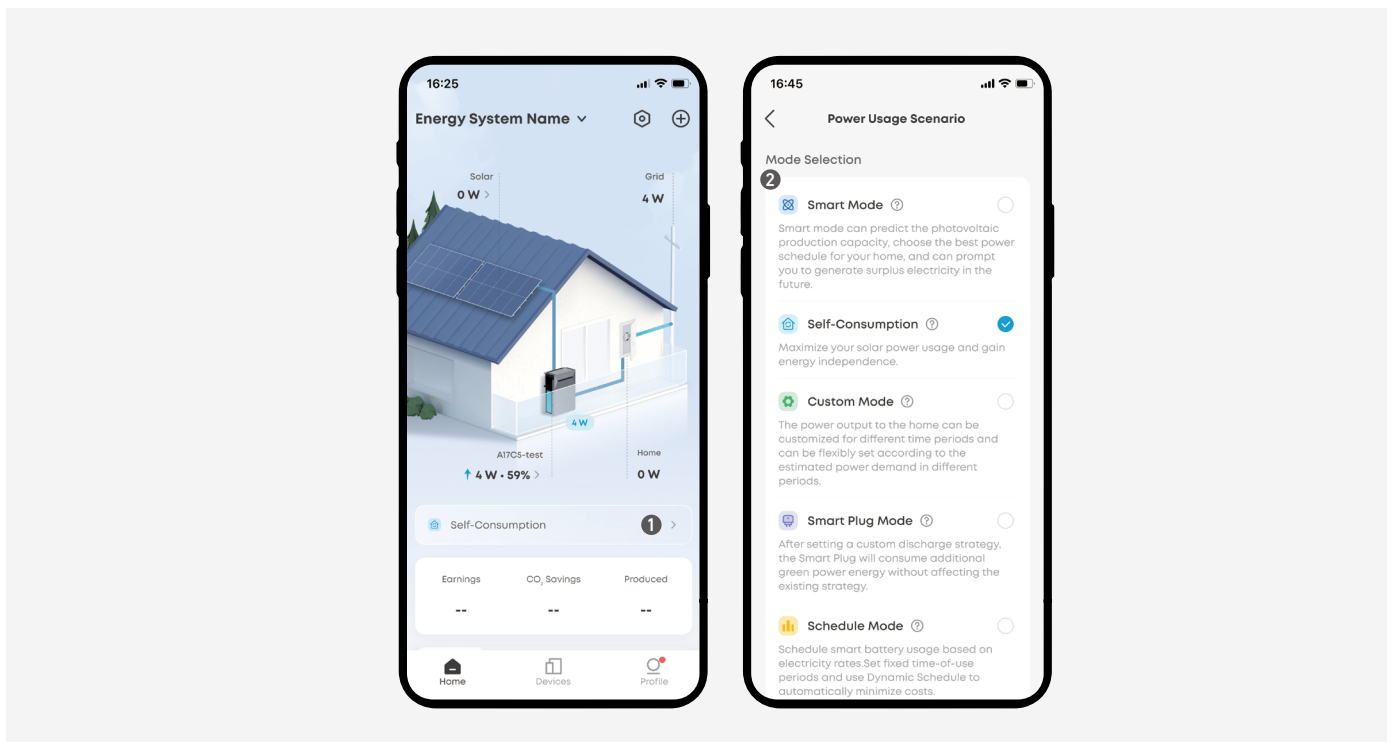 16:25
Energy System Name
Solar
0 W >
Grid
4 W
4 W
A17C5-test
↑ 4 W • 59% >
Home
0 W
Self-Consumption
1
Earnings
CO₂ Savings
Produced
--
--
--
Home
Devices
Profile
16:45
Power Usage Scenario
Mode Selection
2
Smart Mode ?
Smart mode can predict the photovoltaic
production capacity, choose the best power
schedule for your home, and can prompt
you to generate surplus electricity in the
future.
Self-Consumption ?
Maximize your solar power usage and gain
energy independence.
Custom Mode ?
The power output to the home can be
customized for different time periods and
can be flexibly set according to the
estimated power demand in different
periods.
Smart Plug Mode ?
After setting a custom discharge strategy,
the Smart Plug will consume additional
green power energy without affecting the
existing strategy.
Schedule Mode ?
Schedule smart battery usage based on
electricity rates.Set fixed time-of-use
periods and use Dynamic Schedule to
automatically minimize costs.